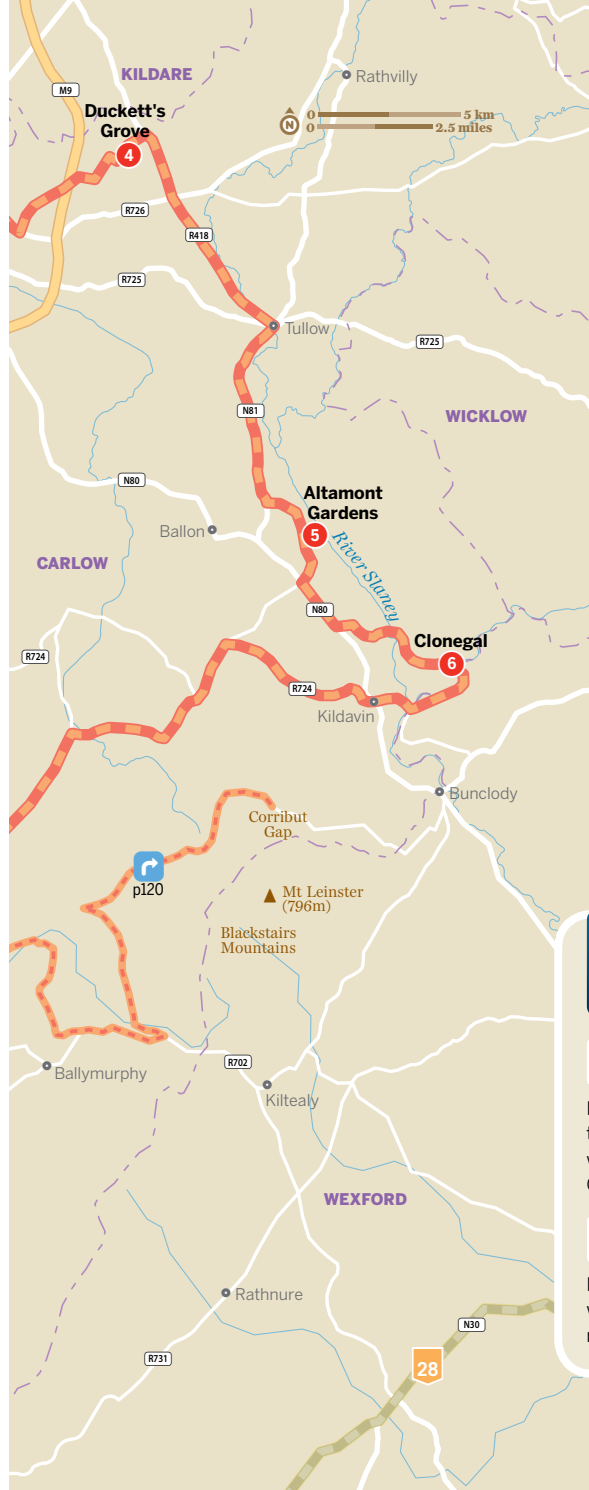 KILDARE
M9
Rathvilly
Duckett's
Grove
4
N
0
5 km
0
2.5 miles
R726
R418
R725
Tullow
R725
N81
WICKLOW
N80
Altamont
Gardens
5
Ballon
River Slaney
CARLOW
N80
Clonegal
6
R724
R724
Kildavin
Bunclody
Corribut
Gap
p120
Mt Leinster
(796m)
Blackstairs
Mountains
R702
Ballymurphy
Kiltealy
WEXFORD
Rathnure
N30
R731
28